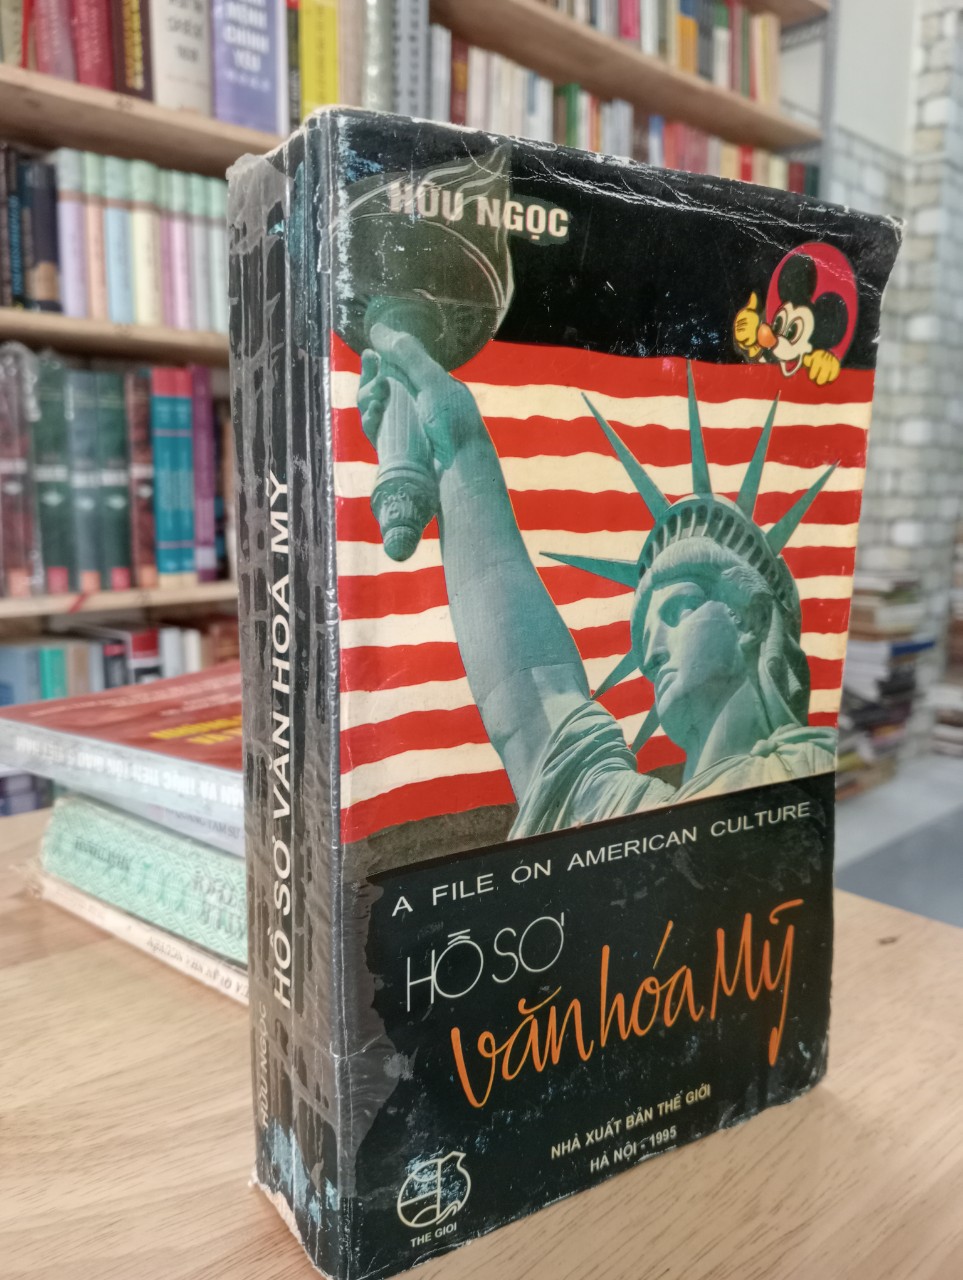 HỮU NGỌC
A FILE ON AMERICAN CULTURE
HỒ SƠ
văn hóa Mỹ
NHÀ XUẤT BẢN THẾ GIỚI
HÀ NỘI - 1995
THE GIOI
HỮU NGỌC
HỒ SƠ VĂN HÓA MỸ